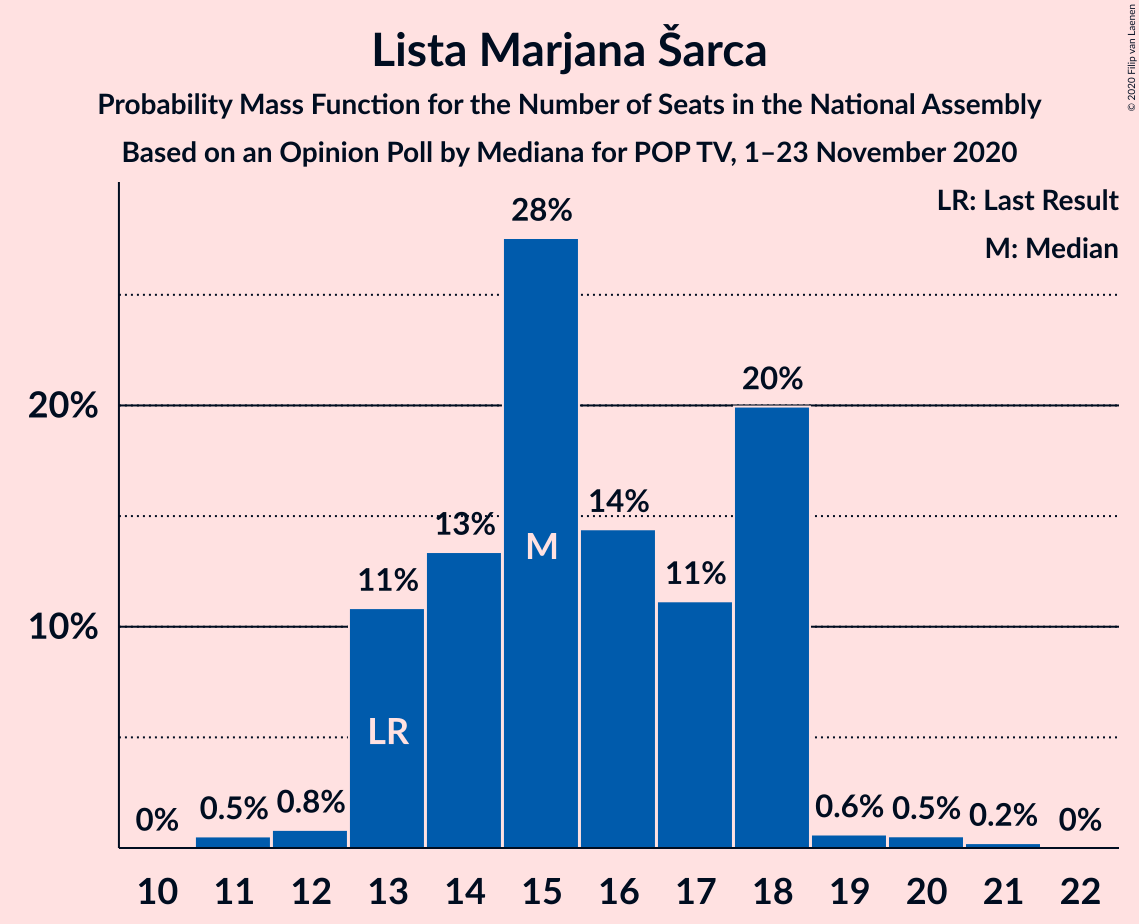 Lista Marjana Šarca
Probability Mass Function for the Number of Seats in the National Assembly
Based on an Opinion Poll by Mediana for POP TV, 1–23 November 2020
© 2020 Filip van Laenen
LR: Last Result
M: Median
28%
20%
20%
14%
13%
M
11%
11%
10%
LR
0%
0.5%
0.8%
0.6%
0.5%
0.2%
0%
10 11 12 13 14 15 16 17 18 19 20 21 22